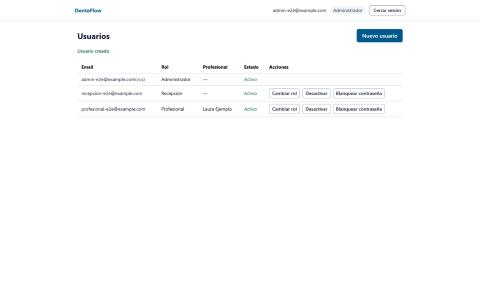 DentaFlow admin-e2e@example.com Administrador Cerrar sesión
Usuarios Nuevo usuario
Usuario creado
Email Rol Profesional Estado Acciones
admin-e2e@example.com(vos) Administrador — Activo
recepcion-e2e@example.com Recepción — Activo Cambiar rol Desactivar Blanquear contraseña
profesional-e2e@example.com Profesional Laura Ejemplo Activo Cambiar rol Desactivar Blanquear contraseña